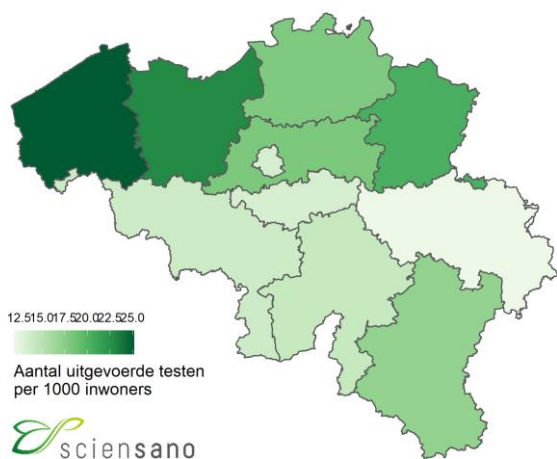 12.515.017.520.022.525.0
Aantal uitgevoerde testen
per 1000 inwoners
sciensano